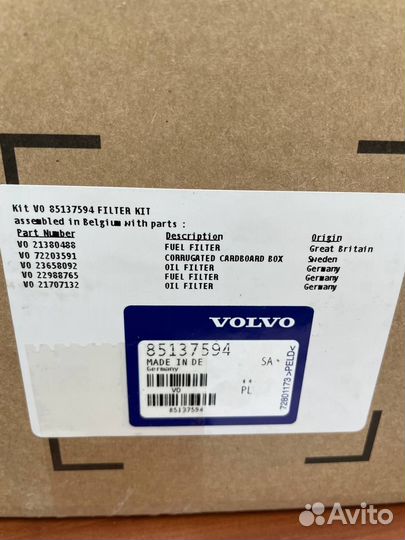 Kit VO 85137594 FILTER KIT
assembled in Belgium with parts :
Part Number Description Origin
VO 21380488 FUEL FILTER Great Britain
VO 72203591 CORRUGATED CARDBOARD BOX Sweden
VO 23658092 OIL FILTER Germany
VO 22988765 FUEL FILTER Germany
VO 21707132 OIL FILTER Germany
VOLVO
85137594
MADE IN DE SA
Germany
VO PL
85137594
72801173 >PELD<
Avito